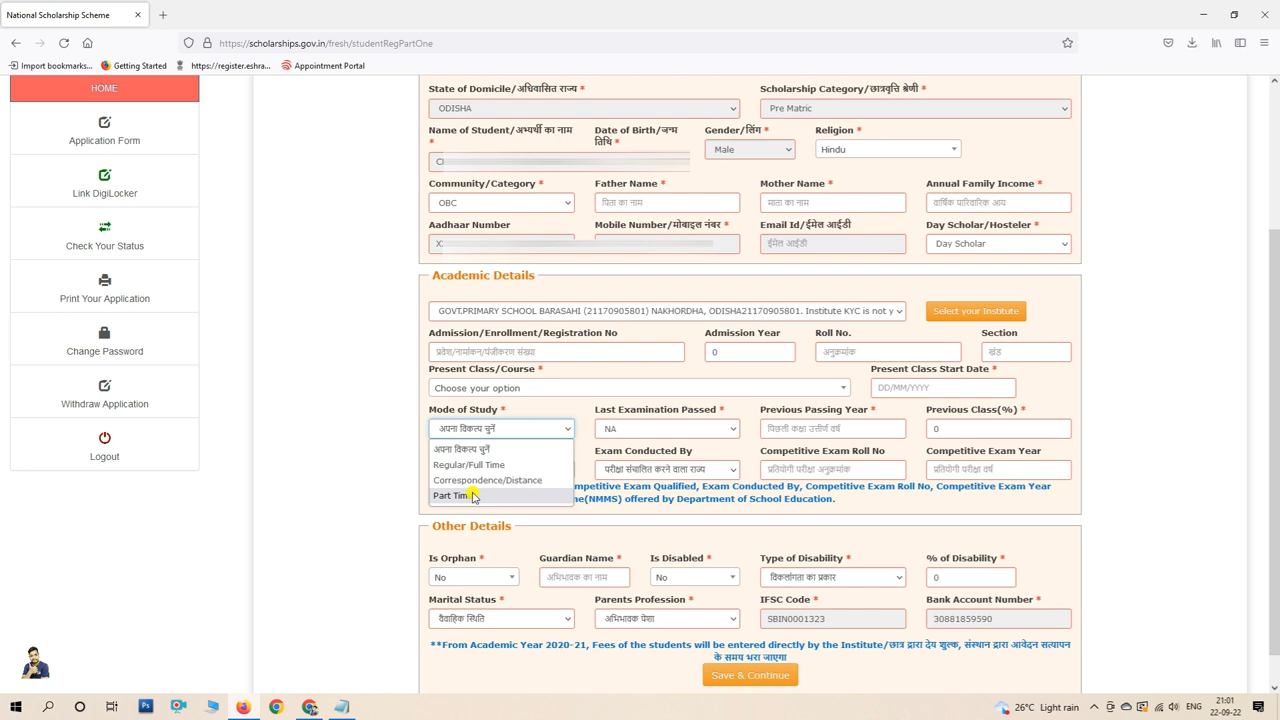 National Scholarship Scheme
https://scholarships.gov.in/fresh/studentRegPartOne
Import bookmarks... Getting Started https://register.eshra... Appointment Portal
HOME
Application Form
Link DigiLocker
Check Your Status
Print Your Application
Change Password
Withdraw Application
Logout
State of Domicile/अधिवासित राज्य * Scholarship Category/छात्रवृत्ति श्रेणी *
ODISHA Pre Matric
Name of Student/अभ्यर्थी का नाम * Date of Birth/जन्म तिथि * Gender/लिंग * Religion *
Male Hindu
Community/Category * Father Name * Mother Name * Annual Family Income *
OBC पिता का नाम माता का नाम वार्षिक पारिवारिक आय
Aadhaar Number Mobile Number/मोबाइल नंबर * Email Id/ईमेल आईडी Day Scholar/Hosteler *
ईमेल आईडी Day Scholar
Academic Details
GOVT.PRIMARY SCHOOL BARASAHI (21170905801) NAKHORDHA, ODISHA21170905801. Institute KYC is not y Select your Institute
Admission/Enrollment/Registration No Admission Year Roll No. Section
प्रवेश/नामांकन/पंजीकरण संख्या 0 अनुक्रमांक खंड
Present Class/Course * Present Class Start Date *
Choose your option DD/MM/YYYY
Mode of Study * Last Examination Passed * Previous Passing Year * Previous Class(%) *
अपना विकल्प चुनें NA पिछली कक्षा उत्तीर्ण वर्ष 0
अपना विकल्प चुनें
Regular/Full Time
Correspondence/Distance
Part Tim
Exam Conducted By Competitive Exam Roll No Competitive Exam Year
परीक्षा संचालित करने वाला राज्य प्रतियोगी परीक्षा अनुक्रमांक प्रतियोगी परीक्षा वर्ष
mpetitive Exam Qualified, Exam Conducted By, Competitive Exam Roll No, Competitive Exam Year
me(NMMS) offered by Department of School Education.
Other Details
Is Orphan * Guardian Name * Is Disabled * Type of Disability * % of Disability *
No अभिभावक का नाम No विकलांगता का प्रकार 0
Marital Status * Parents Profession * IFSC Code * Bank Account Number *
वैवाहिक स्थिति अभिभावक पेशा SBIN0001323 30881859590
**From Academic Year 2020-21, Fees of the students will be entered directly by the Institute/छात्र द्वारा देय शुल्क, संस्थान द्वारा आवेदन सत्यापन
के समय भरा जाएगा
Save & Continue
26°C Light rain ENG 21:01
22-09-22